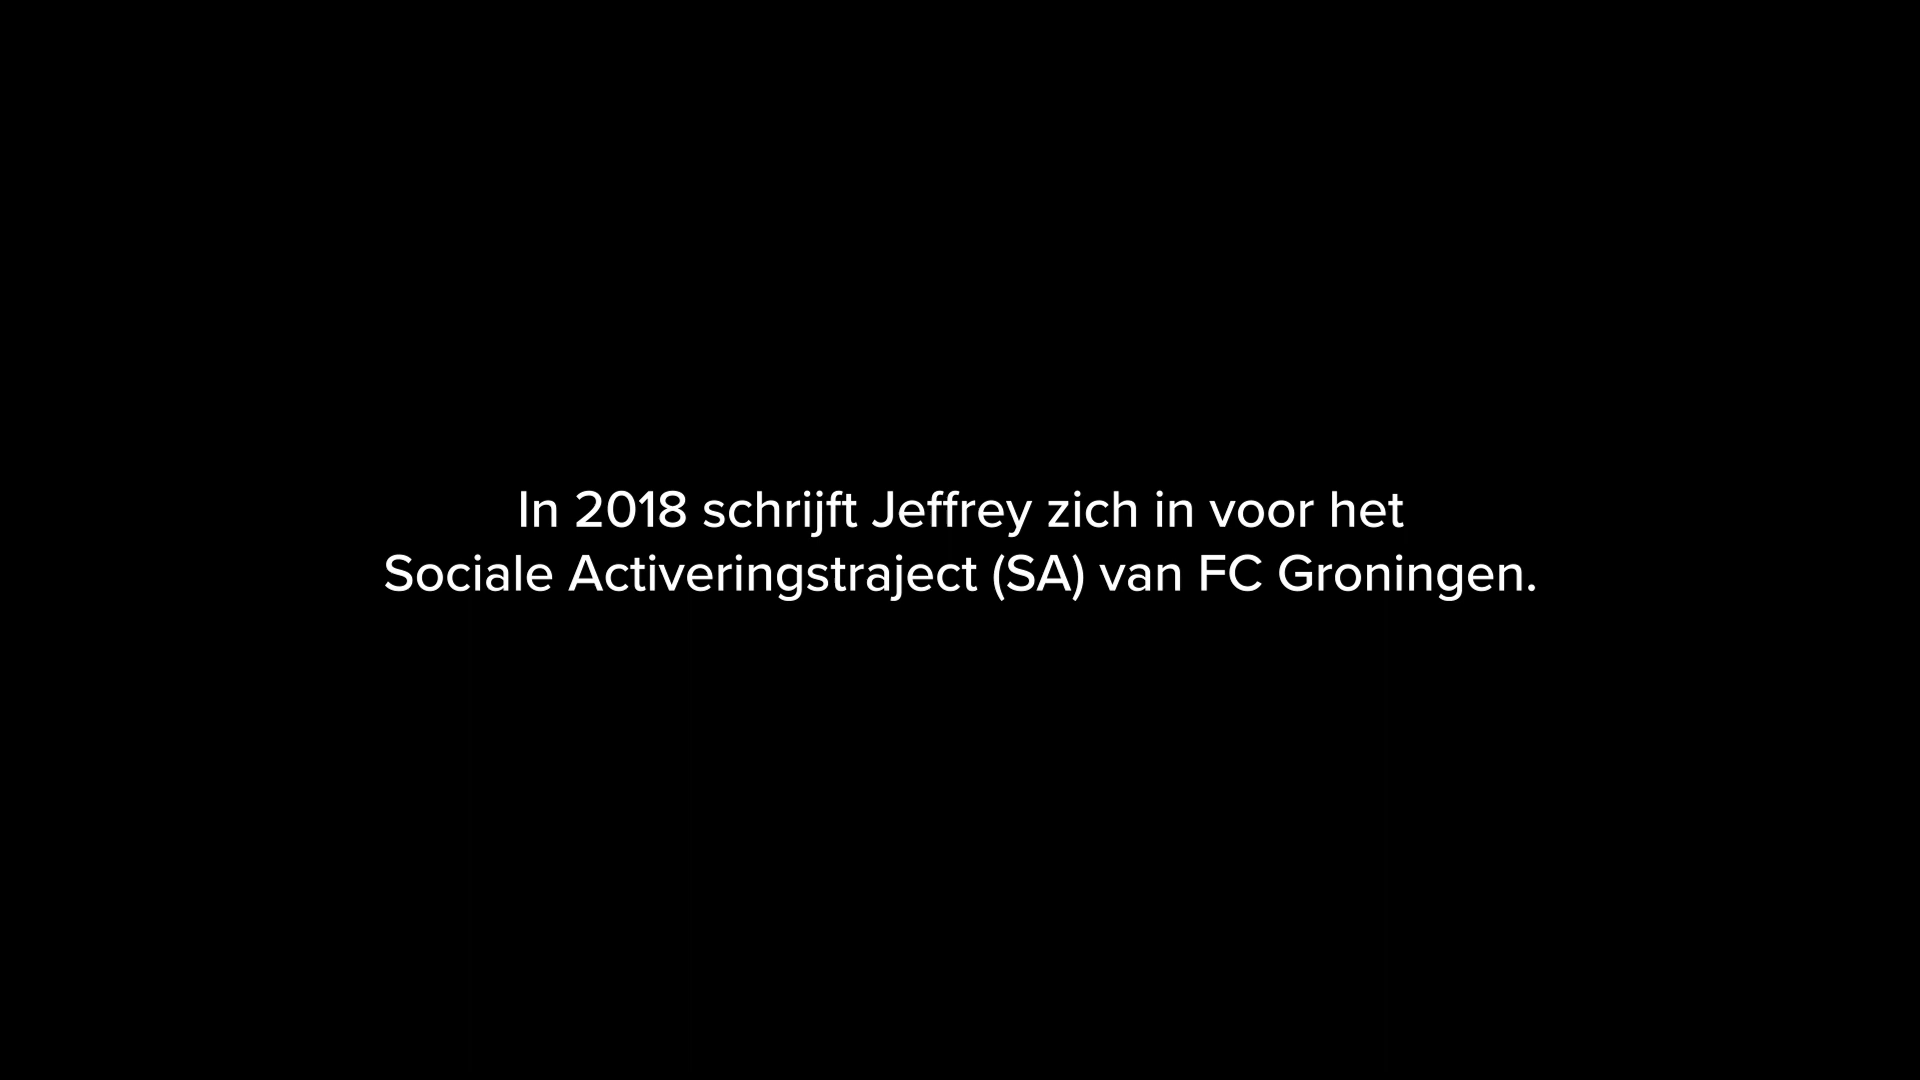 In 2018 schrijft Jeffrey zich in voor het
Sociale Activeringstraject (SA) van FC Groningen.